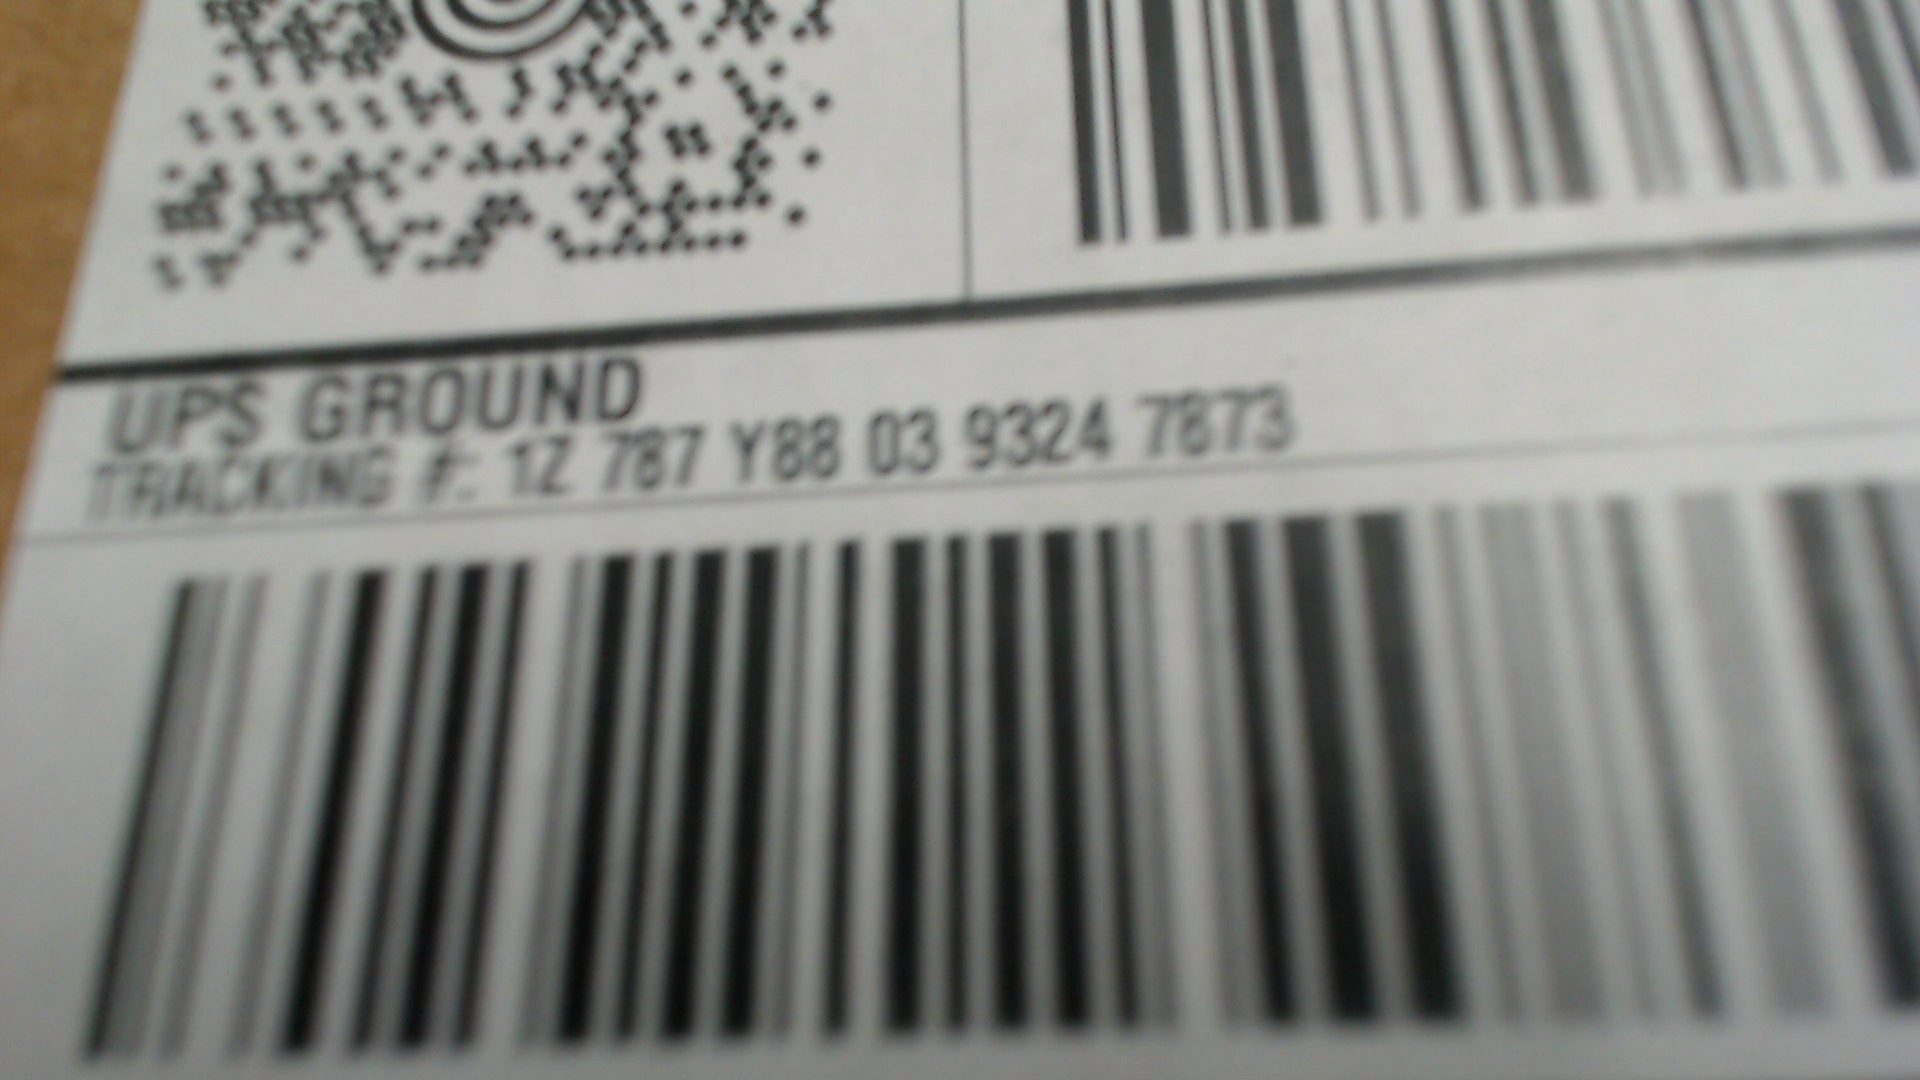 UPS GROUND
TRACKING #: 1Z 787 Y88 03 9324 7873